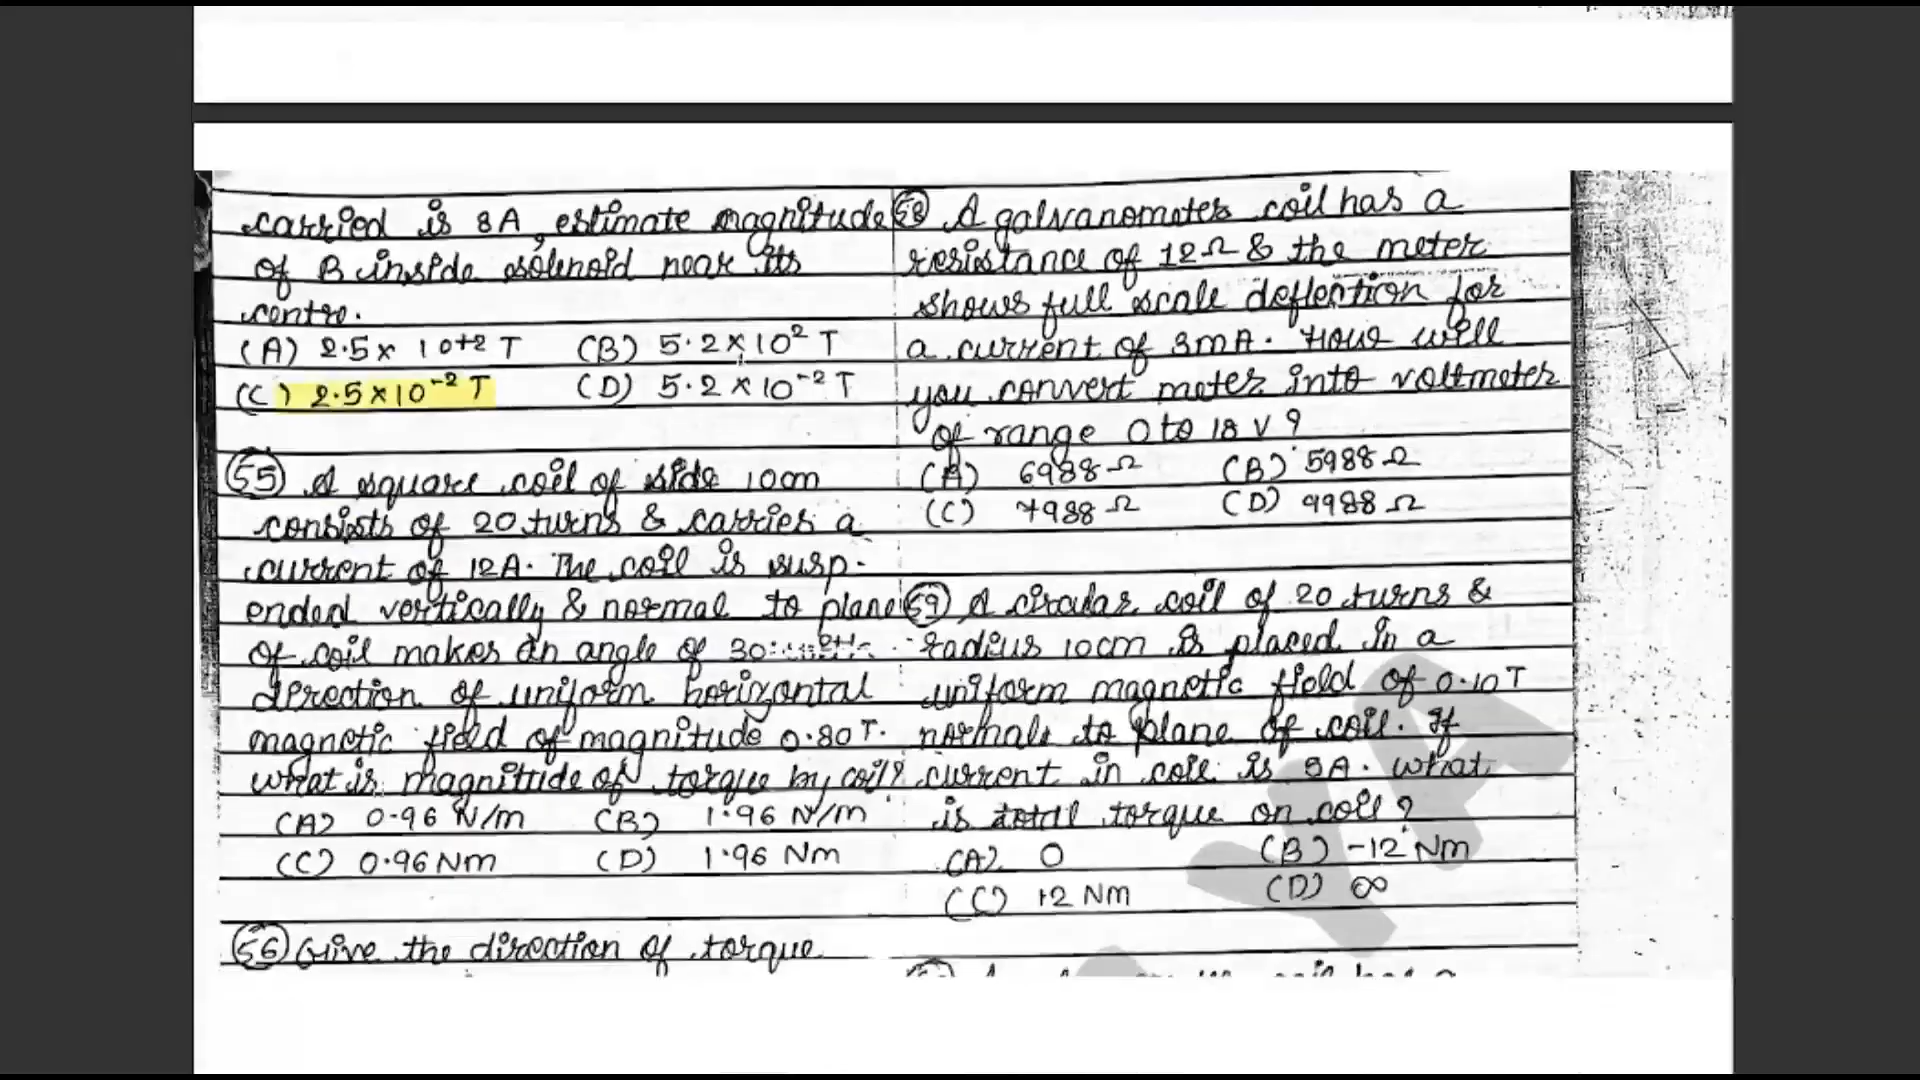 carried is 8A, estimate magnitude
of B inside solenoid near its
centre.
(A) 2.5 x 10+2 T (B) 5.2 x 10² T
(C) 2.5 x 10⁻² T (D) 5.2 x 10⁻² T
(55) A square coil of side 10cm
consists of 20 turns & carries a
current of 12A. The coil is susp-
ended vertically & normal to plane
of coil makes an angle of 30
direction of uniform horizontal
magnetic field of magnitude 0.80T.
what is magnitude of torque by coil?
(A) 0.96 N/m (B) 1.96 N/m
(C) 0.96 Nm (D) 1.96 Nm
(56) Give the direction of torque
(58) A galvanometer coil has a
resistance of 12Ω & the meter
shows full scale deflection for
a current of 3mA. How will
you convert meter into voltmeter
of range 0 to 18 V ?
(A) 6988 Ω (B) 5988 Ω
(C) 7988 Ω (D) 9988 Ω
(59) A circular coil of 20 turns &
radius 10cm is placed in a
uniform magnetic field of 0.10T
normal to plane of coil. If
current in coil is 5A. what
is total torque on coil?
(A) 0 (B) -12 Nm
(C) 12 Nm (D) ∞
YA